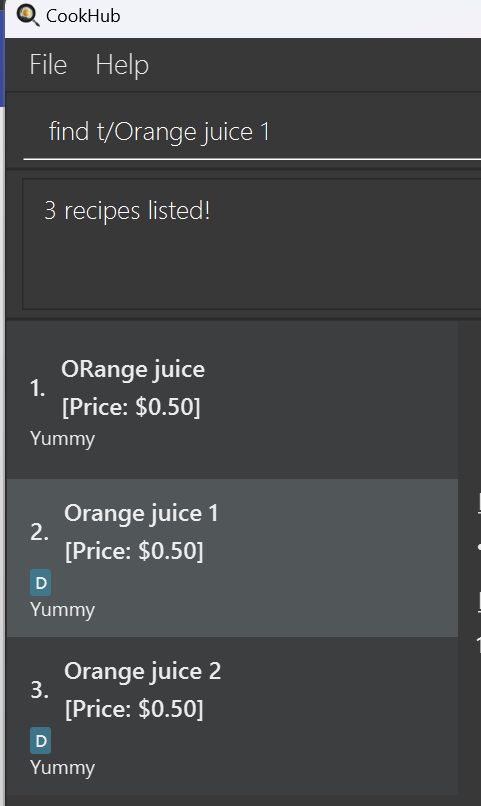 CookHub
File Help
find t/Orange juice 1
3 recipes listed!
1. ORange juice
[Price: $0.50]
Yummy
2. Orange juice 1
[Price: $0.50]
D
Yummy
3. Orange juice 2
[Price: $0.50]
D
Yummy